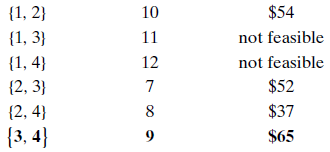 {1, 2} 10 $54
{1, 3} 11 not feasible
{1, 4} 12 not feasible
{2, 3} 7 $52
{2, 4} 8 $37
{3, 4} 9 $65